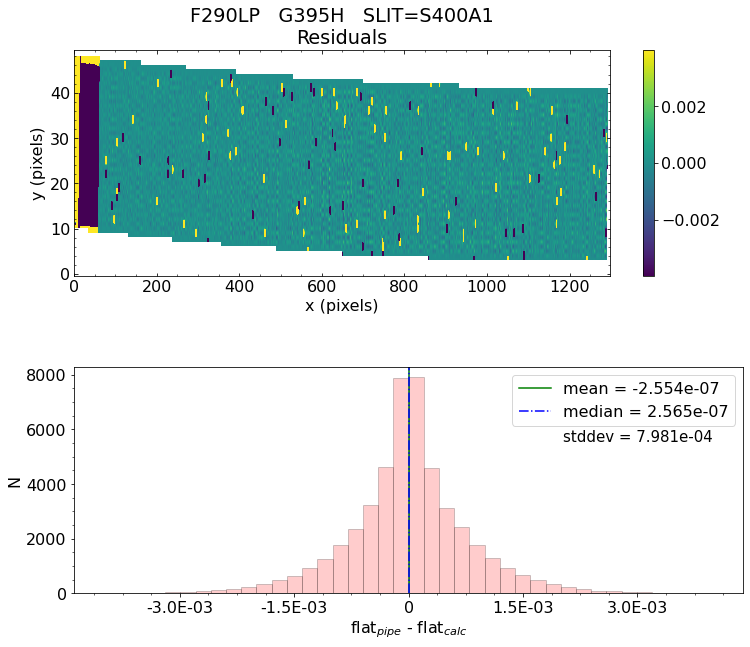 F290LP G395H SLIT=S400A1
Residuals
y (pixels)
40
30
20
10
0
0 200 400 600 800 1000 1200
x (pixels)
0.002
0.000
−0.002
N
8000
6000
4000
2000
0
mean = -2.554e-07
median = 2.565e-07
stddev = 7.981e-04
-3.0E-03 -1.5E-03 0 1.5E-03 3.0E-03
flat_pipe - flat_calc